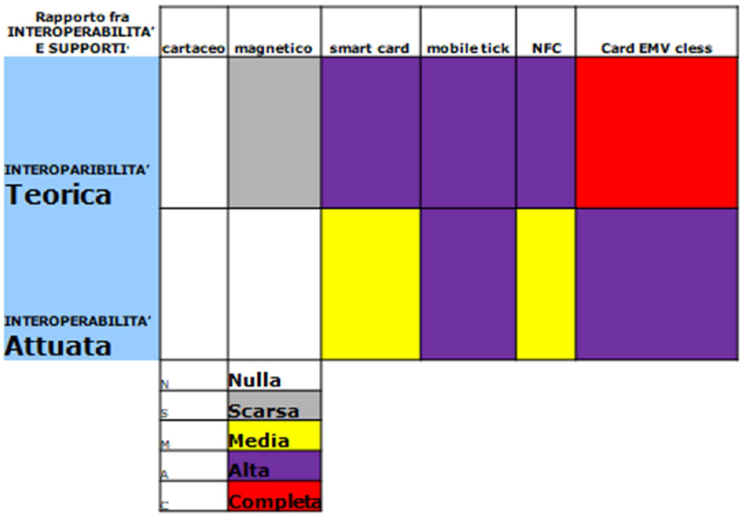 Rapporto fra
INTEROPERABILITA'
E SUPPORTI'
cartaceo magnetico smart card mobile tick NFC Card EMV cless
INTEROPARIBILITA'
Teorica
INTEROPERABILITA'
Attuata
N Nulla
S Scarsa
M Media
A Alta
C Completa